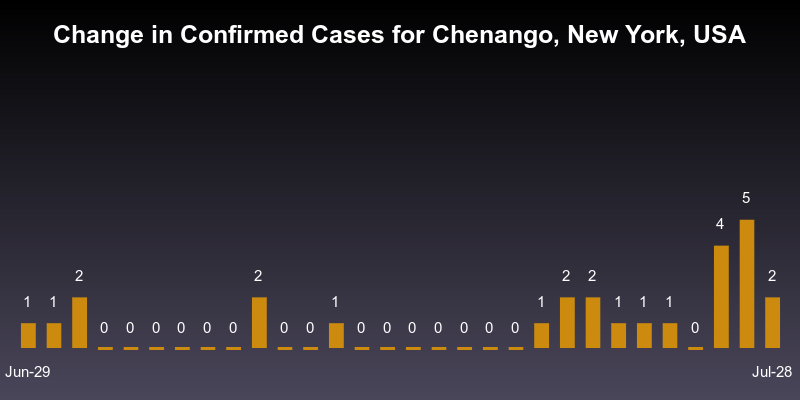 Change in Confirmed Cases for Chenango, New York, USA
5
4
2 2 2 2 2
1 1 1 1 1 1 1
0 0 0 0 0 0 0 0 0 0 0 0 0 0 0 0
Jun-29 Jul-28